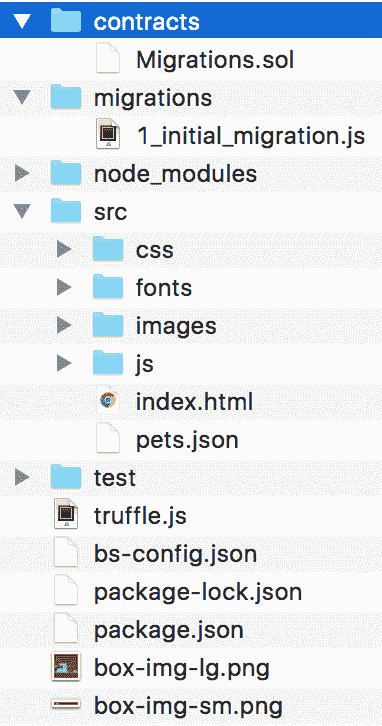 contracts
Migrations.sol
migrations
1_initial_migration.js
node_modules
src
css
fonts
images
js
index.html
pets.json
test
truffle.js
bs-config.json
package-lock.json
package.json
box-img-lg.png
box-img-sm.png